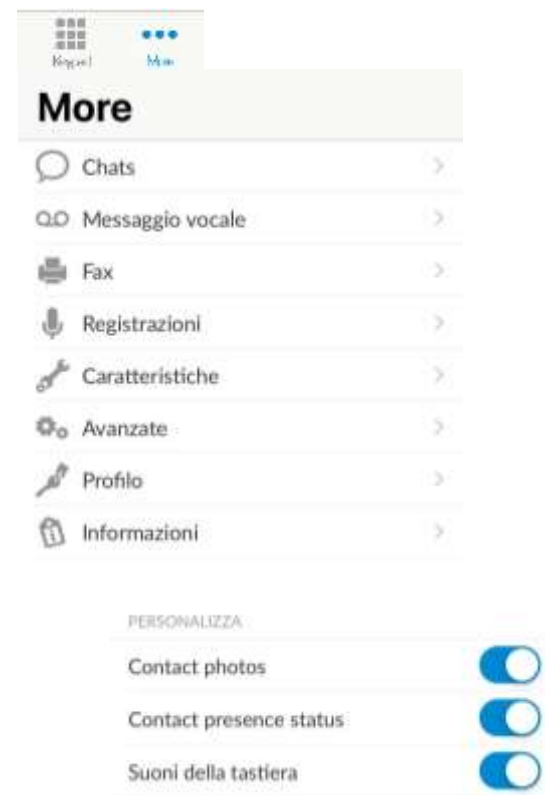 Keypad More
More
Chats
Messaggio vocale
Fax
Registrazioni
Caratteristiche
Avanzate
Profilo
Informazioni
PERSONALIZZA
Contact photos
Contact presence status
Suoni della tastiera